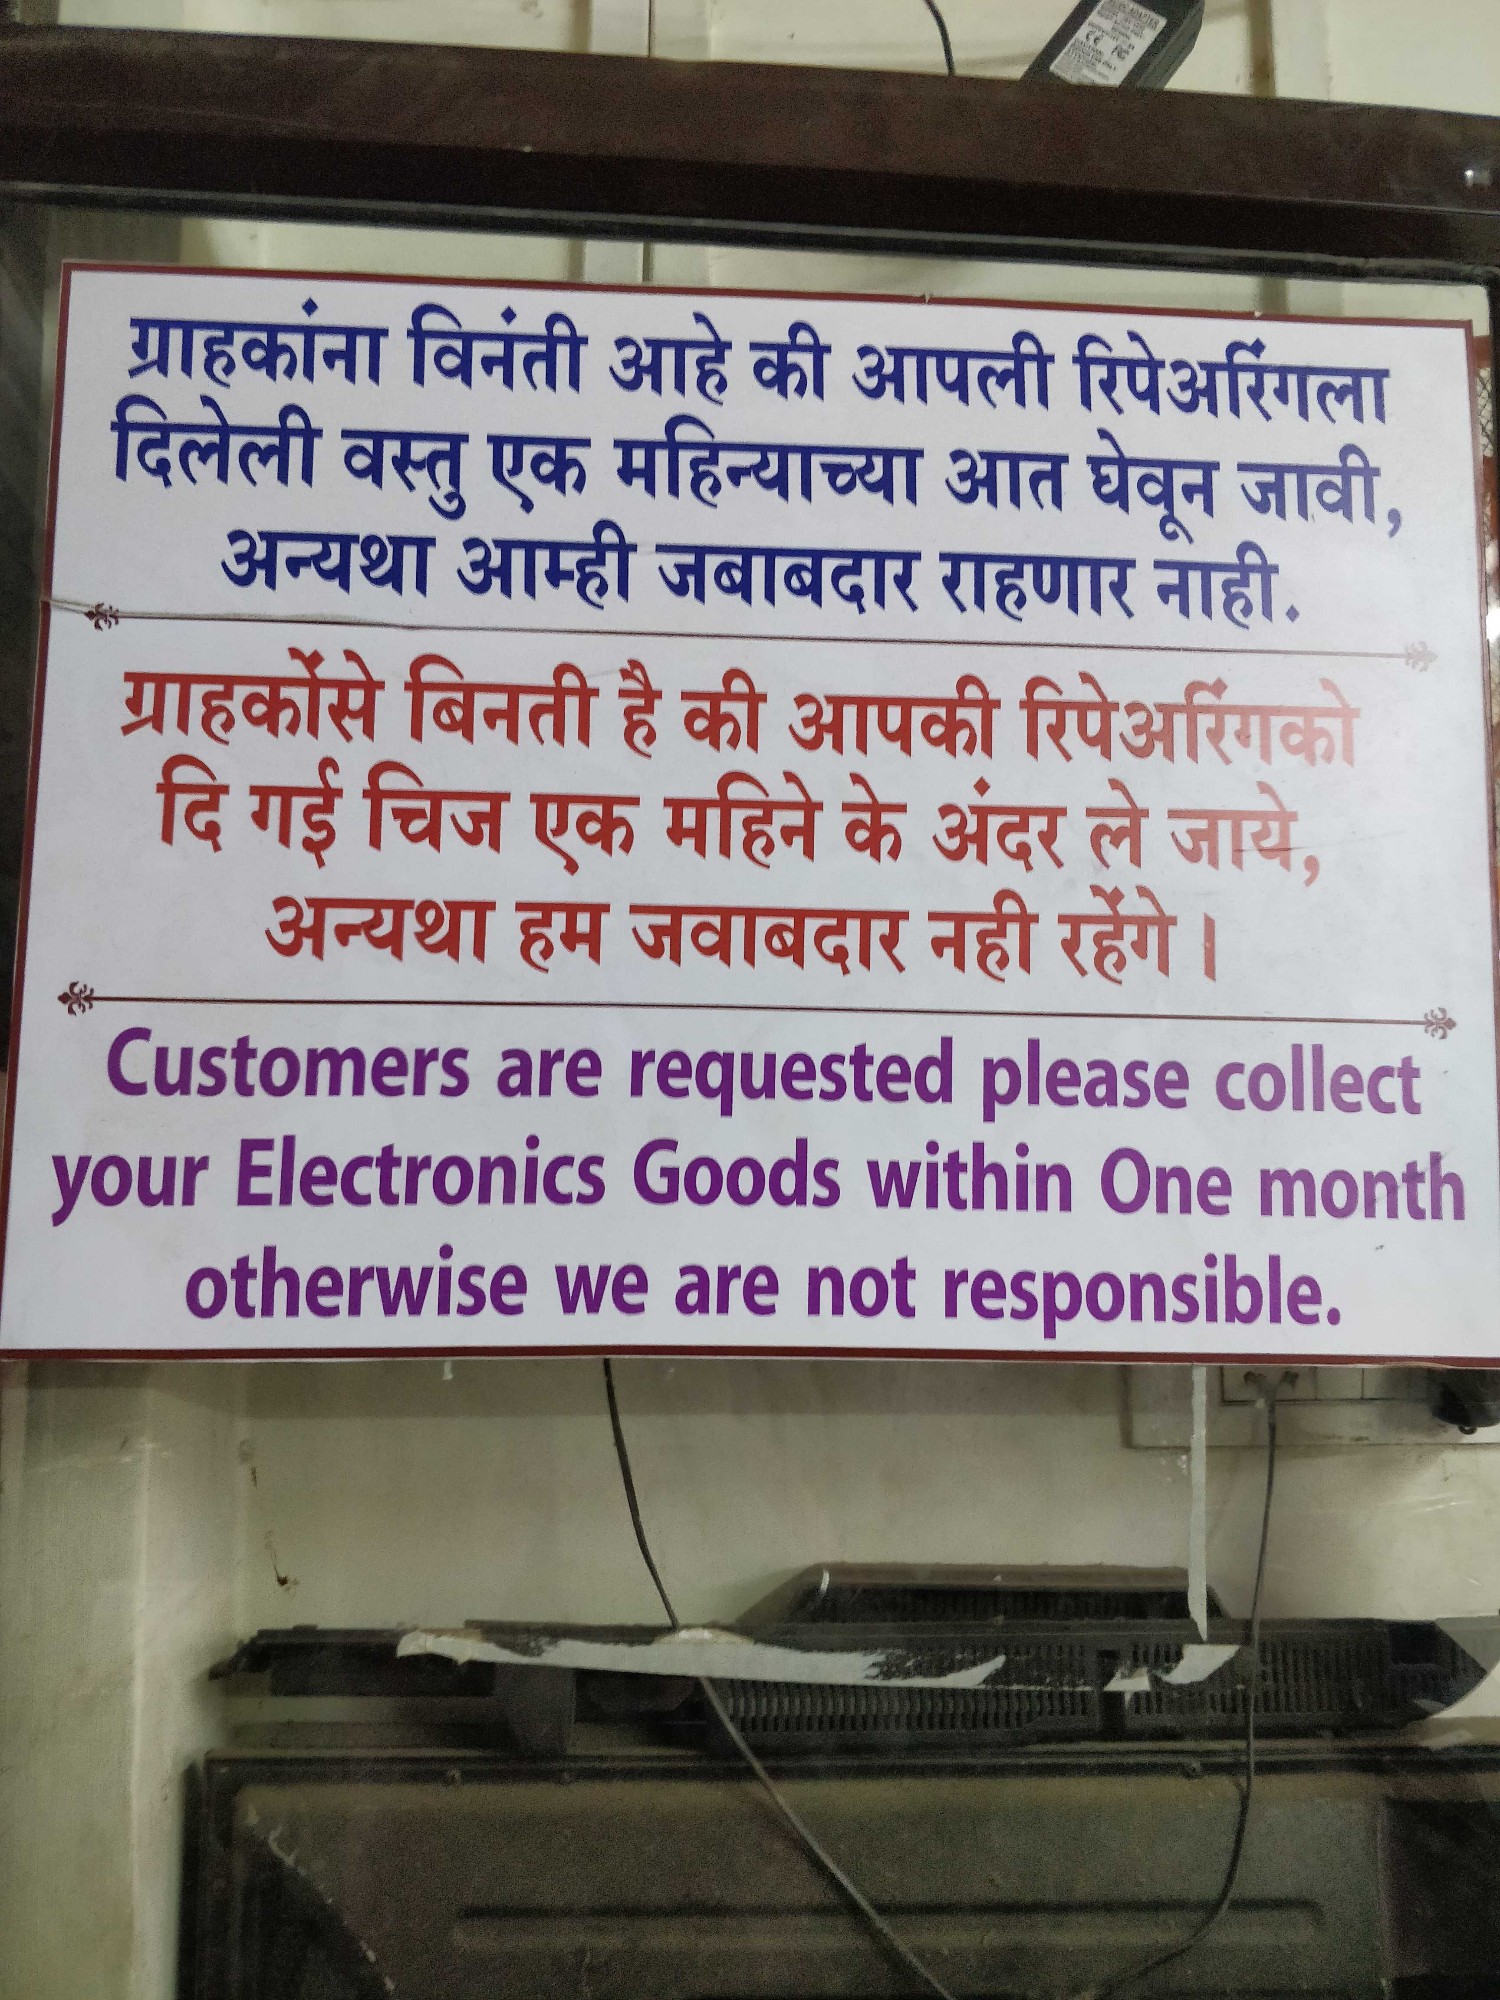 ग्राहकांना विनंती आहे की आपली रिपेअरिंगला
दिलेली वस्तु एक महिन्याच्या आत घेवून जावी,
अन्यथा आम्ही जबाबदार राहणार नाही.
ग्राहकोंसे बिनती है की आपकी रिपेअरिंगको
दि गई चिज एक महिने के अंदर ले जाये,
अन्यथा हम जवाबदार नही रहेंगे।
Customers are requested please collect
your Electronics Goods within One month
otherwise we are not responsible.